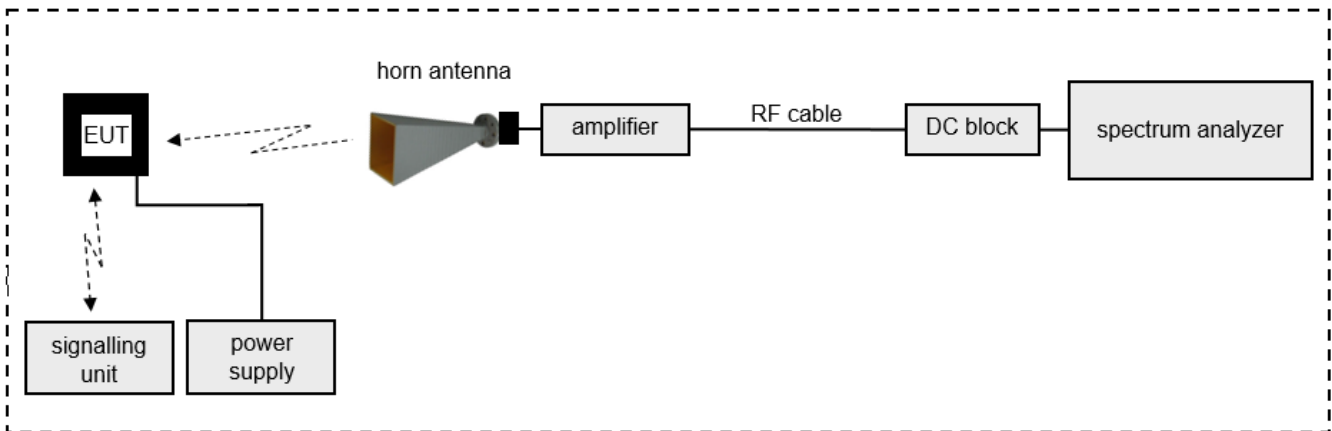 horn antenna
EUT
amplifier
RF cable
DC block
spectrum analyzer
signalling
unit
power
supply